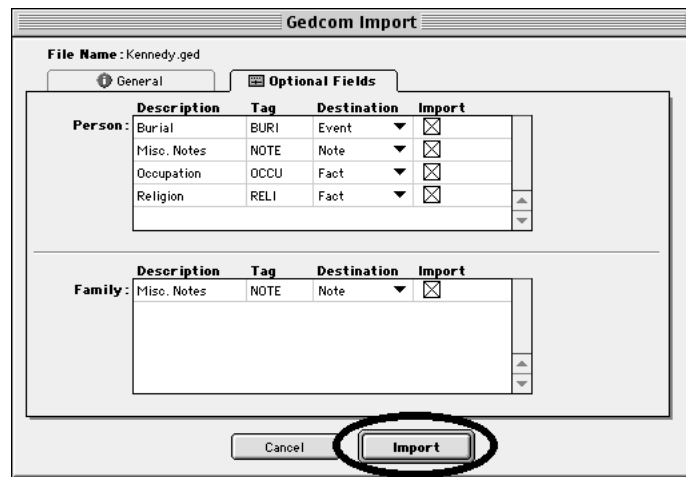 Gedcom Import
File Name: Kennedy.ged
General Optional Fields
Description Tag Destination Import
Person: Burial BURI Event
Misc. Notes NOTE Note
Occupation OCCU Fact
Religion RELI Fact
Description Tag Destination Import
Family: Misc. Notes NOTE Note
Cancel Import